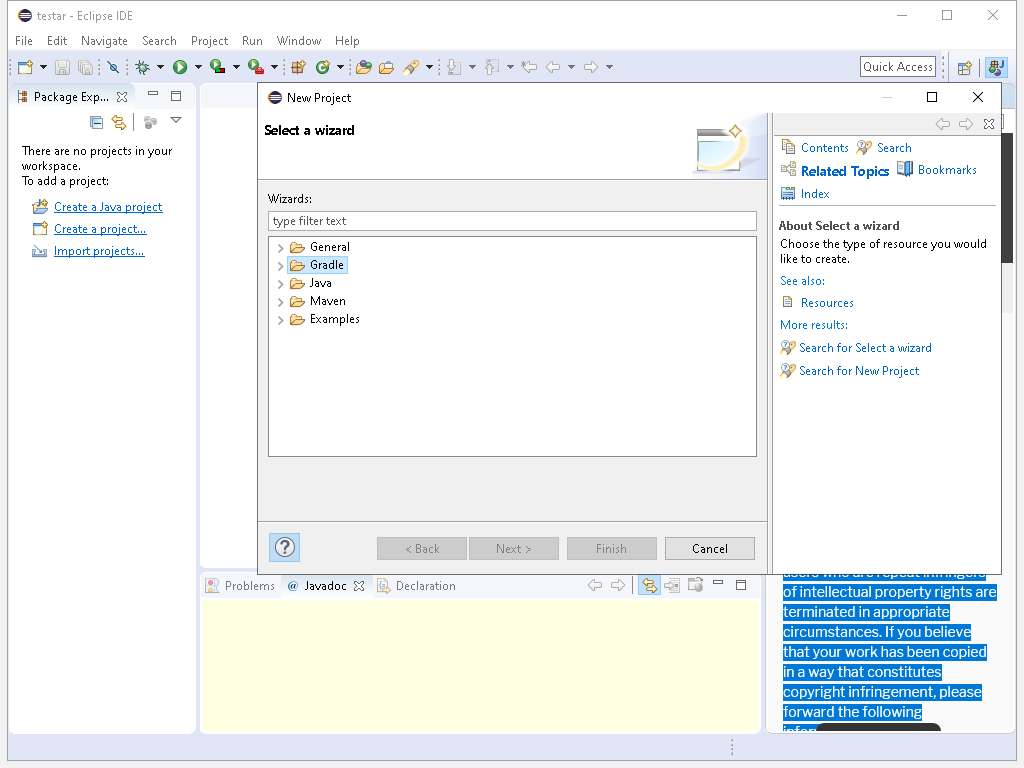 testar - Eclipse IDE
File Edit Navigate Search Project Run Window Help
Quick Access
Package Exp...
There are no projects in your
workspace.
To add a project:
Create a Java project
Create a project...
Import projects...
New Project
Select a wizard
Wizards:
type filter text
General
Gradle
Java
Maven
Examples
< Back Next > Finish Cancel
Contents Search
Related Topics Bookmarks
Index
About Select a wizard
Choose the type of resource you would
like to create.
See also:
Resources
More results:
Search for Select a wizard
Search for New Project
Problems @ Javadoc Declaration
users who are repeat infringers
of intellectual property rights are
terminated in appropriate
circumstances. If you believe
that your work has been copied
in a way that constitutes
copyright infringement, please
forward the following